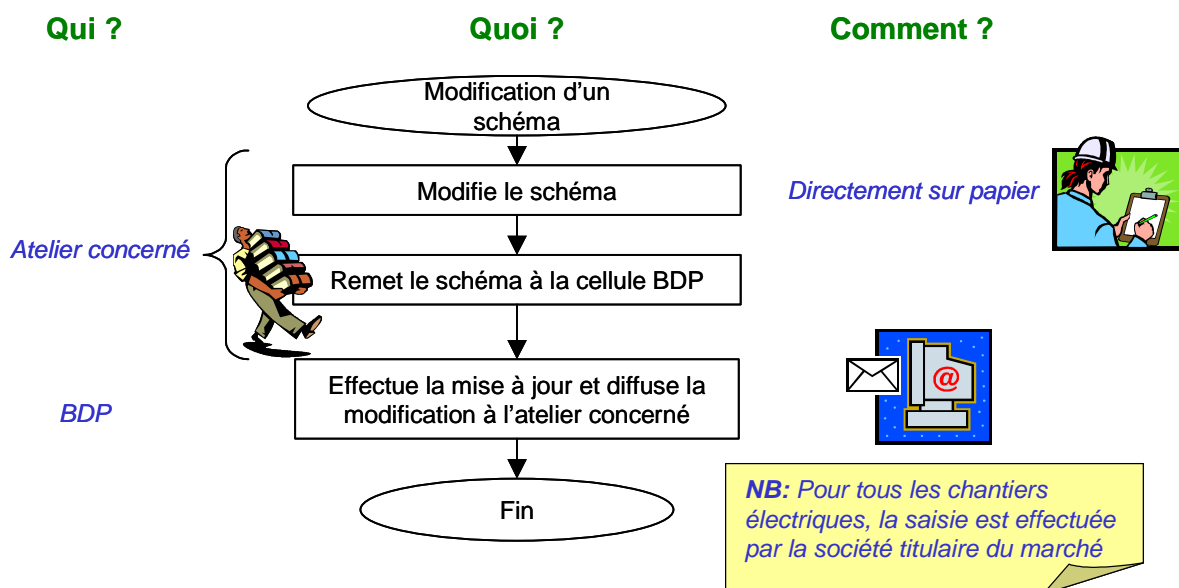 Qui ?
Quoi ?
Comment ?
Modification d'un
schéma
Modifie le schéma
Directement sur papier
Atelier concerné
Remet le schéma à la cellule BDP
BDP
Effectue la mise à jour et diffuse la
modification à l'atelier concerné
@
Fin
NB: Pour tous les chantiers
électriques, la saisie est effectuée
par la société titulaire du marché